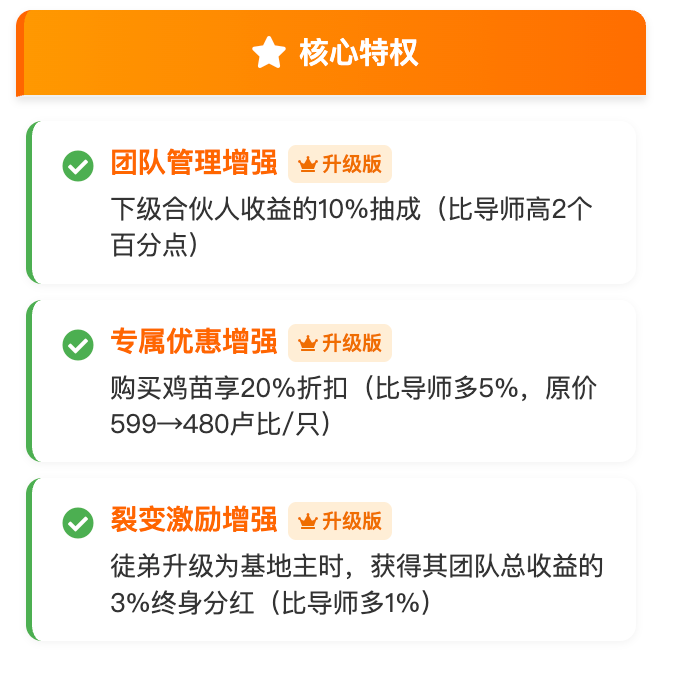 核心特权
团队管理增强 升级版
下级合伙人收益的10%抽成（比导师高2个
百分点）
专属优惠增强 升级版
购买鸡苗享20%折扣（比导师多5%，原价
599→480卢比/只）
裂变激励增强 升级版
徒弟升级为基地主时，获得其团队总收益的
3%终身分红（比导师多1%）